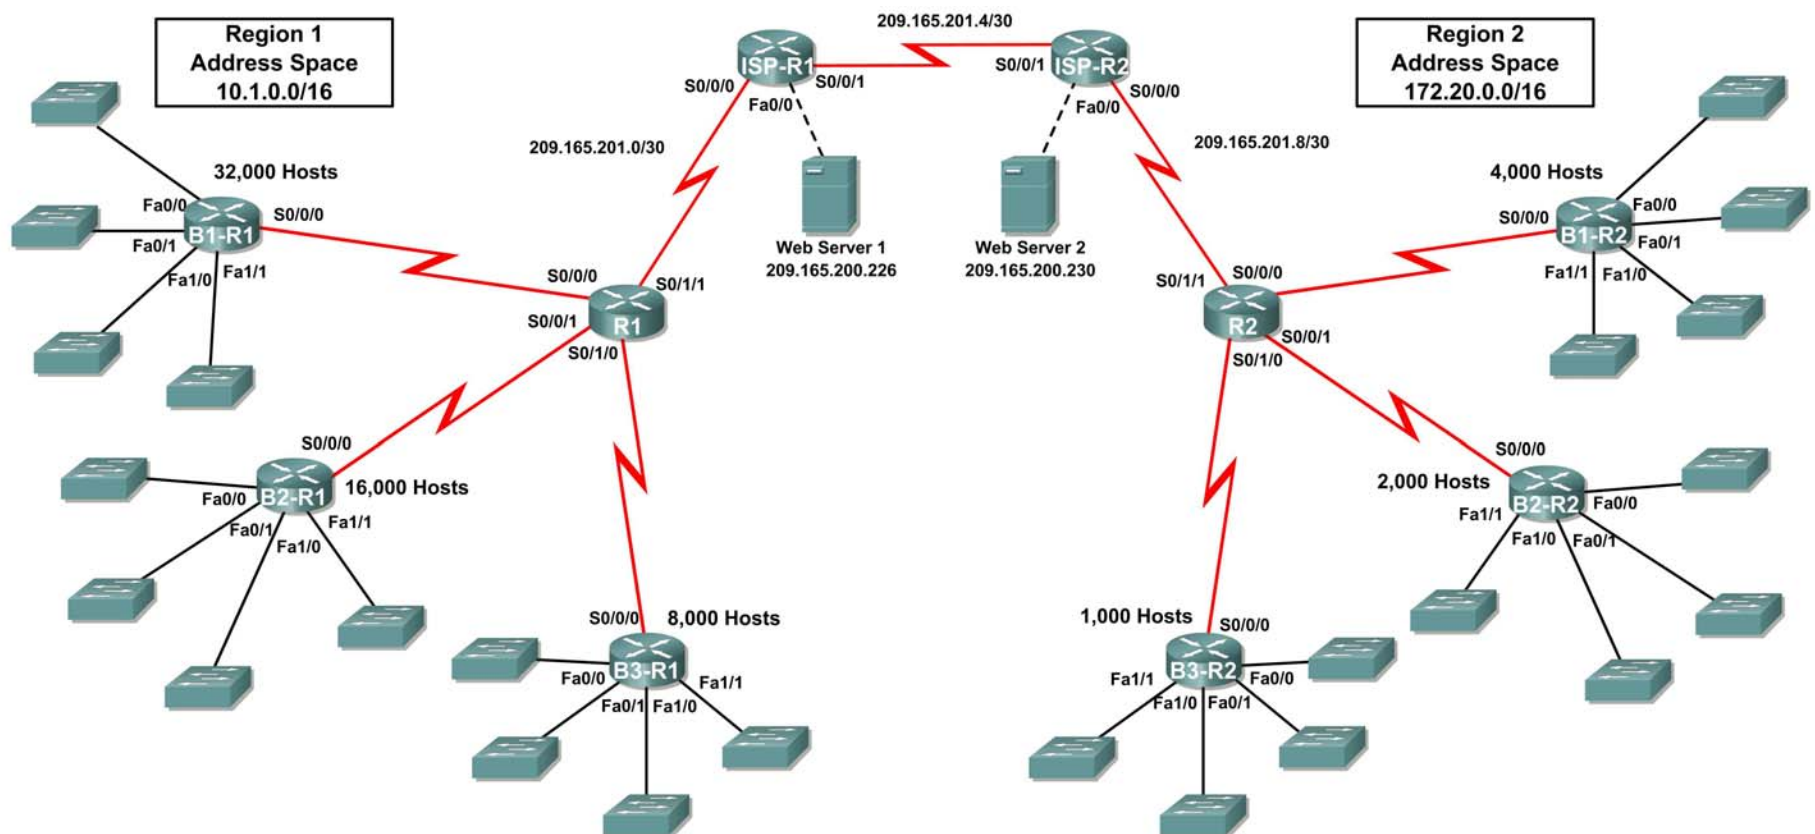 Region 1
Address Space
10.1.0.0/16
209.165.201.4/30
Region 2
Address Space
172.20.0.0/16
ISP-R1
S0/0/0
S0/0/1
Fa0/0
ISP-R2
S0/0/1
S0/0/0
Fa0/0
209.165.201.0/30
209.165.201.8/30
Web Server 1
209.165.200.226
Web Server 2
209.165.200.230
32,000 Hosts
Fa0/0
S0/0/0
B1-R1
Fa0/1
Fa1/0
Fa1/1
S0/0/0
S0/1/1
R1
S0/0/1
S0/1/0
4,000 Hosts
Fa0/0
S0/0/0
B1-R2
Fa0/1
Fa1/1
Fa1/0
S0/0/0
S0/1/1
R2
S0/0/1
S0/1/0
S0/0/0
16,000 Hosts
B2-R1
Fa0/0
Fa0/1
Fa1/1
Fa1/0
S0/0/0
2,000 Hosts
B2-R2
Fa0/0
Fa1/1
Fa1/0
Fa0/1
S0/0/0
8,000 Hosts
B3-R1
Fa0/0
Fa1/1
Fa0/1
Fa1/0
1,000 Hosts
S0/0/0
B3-R2
Fa1/1
Fa0/0
Fa1/0
Fa0/1